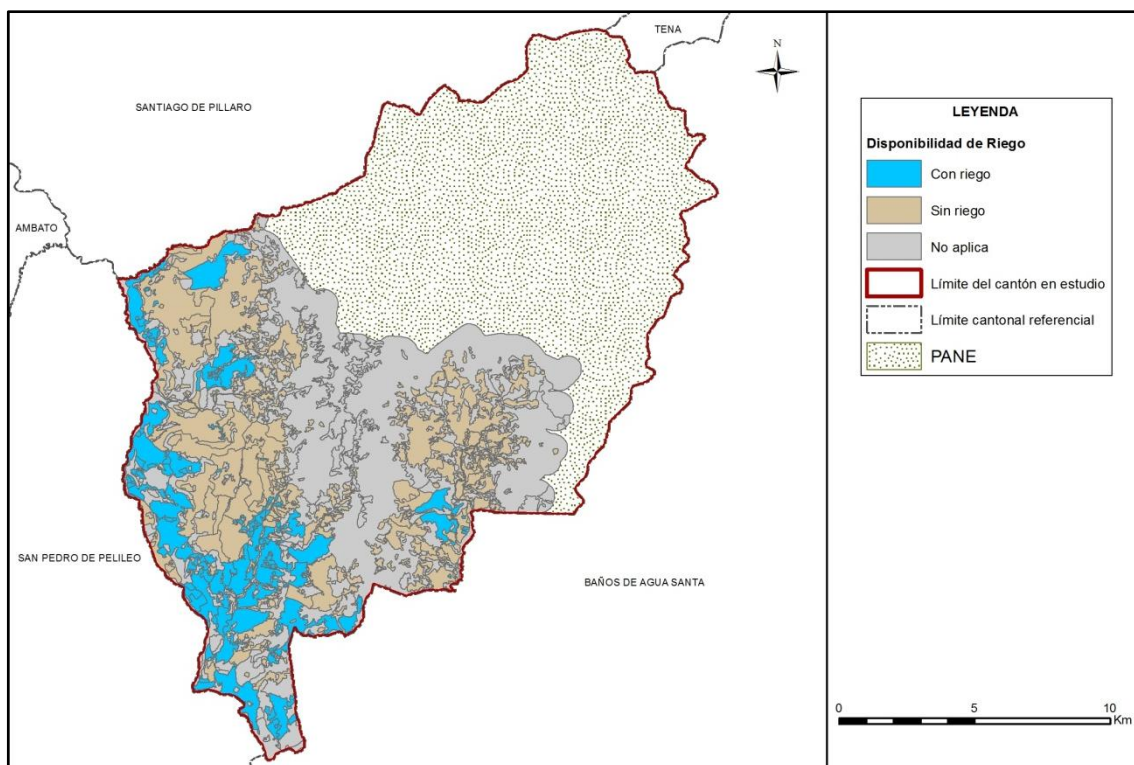 TENA
N
SANTIAGO DE PILLARO
AMBATO
SAN PEDRO DE PELILEO
BAÑOS DE AGUA SANTA
LEYENDA
Disponibilidad de Riego
Con riego
Sin riego
No aplica
Límite del cantón en estudio
Límite cantonal referencial
PANE
0 5 10
Km